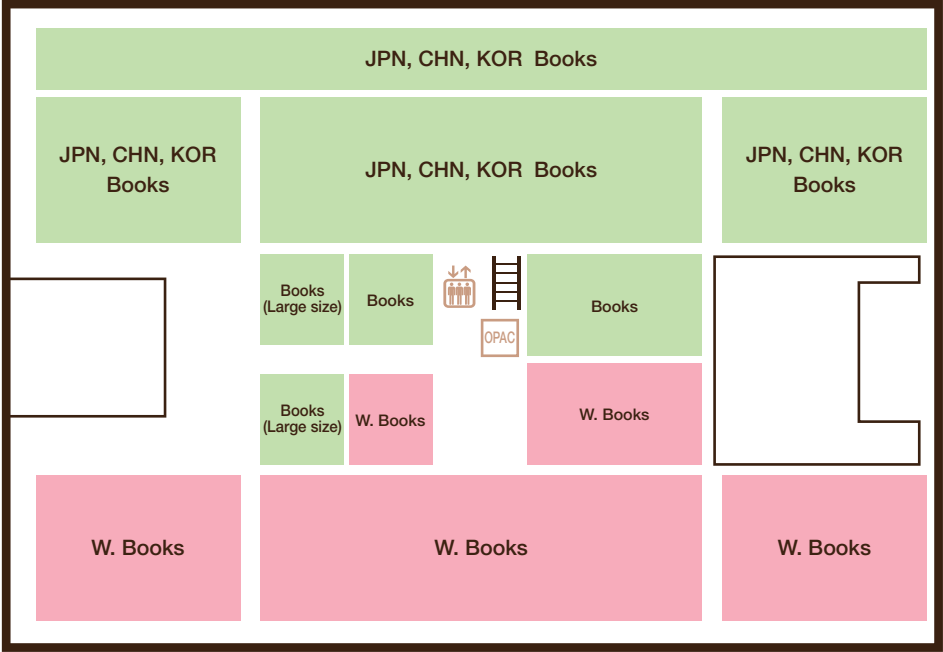 JPN, CHN, KOR  Books
JPN, CHN, KOR
Books
JPN, CHN, KOR  Books
JPN, CHN, KOR
Books
Books
(Large size)
Books
Books
OPAC
Books
(Large size)
W. Books
W. Books
W. Books
W. Books
W. Books